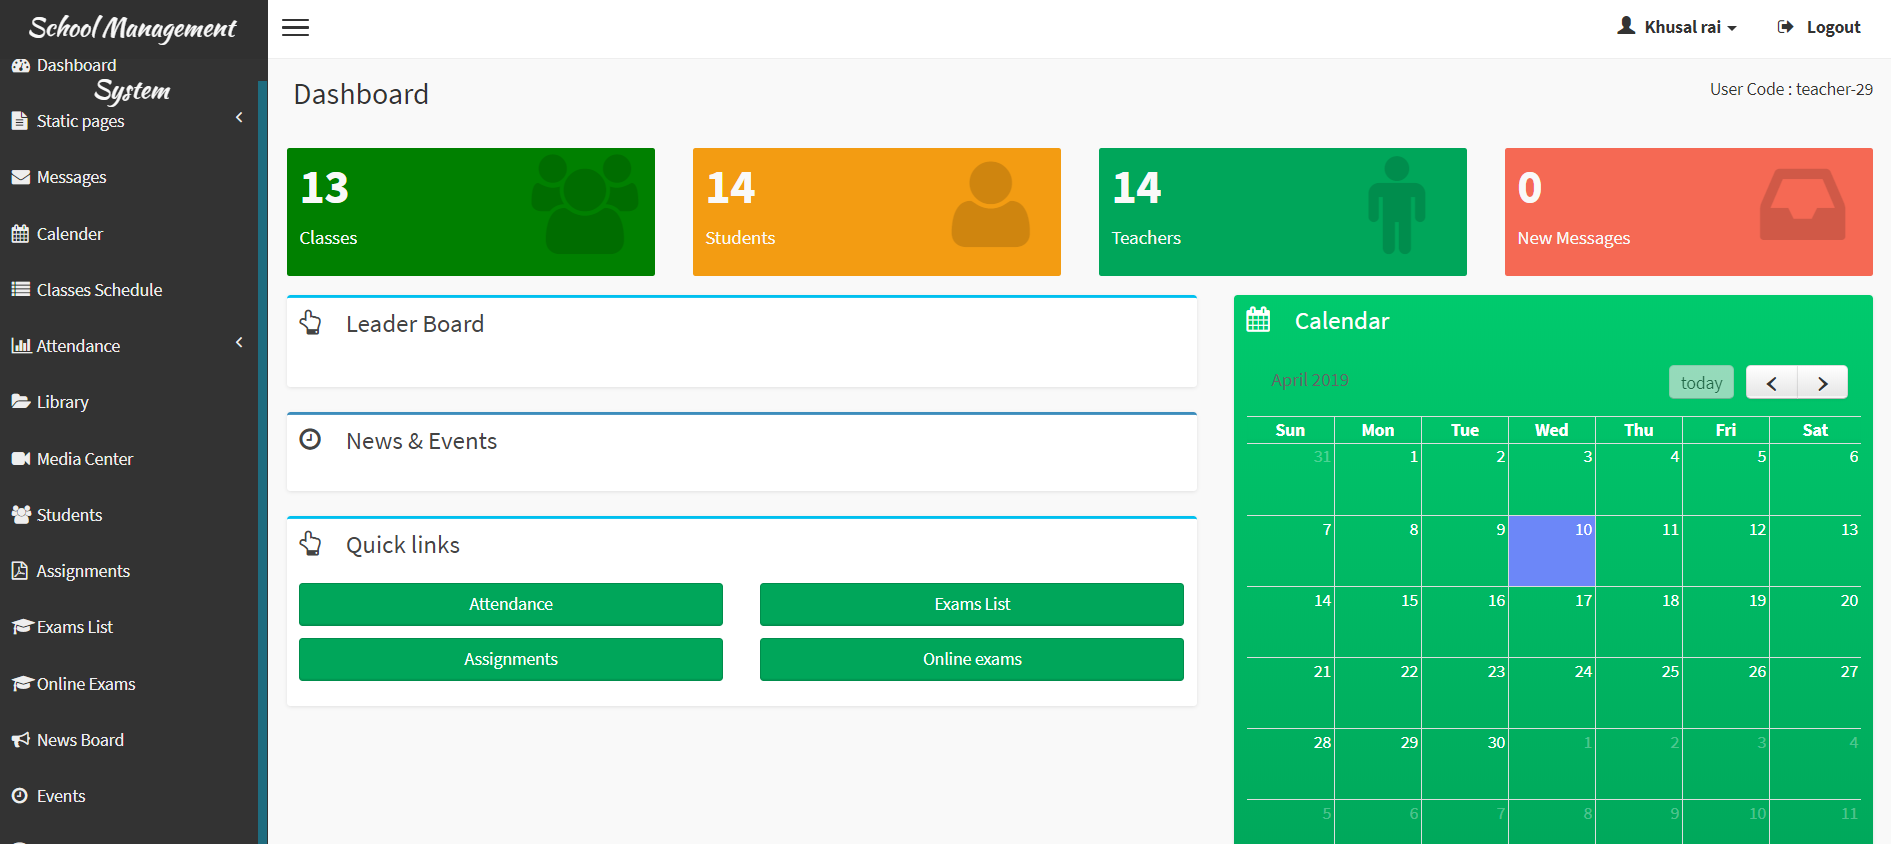 School Management
System
Dashboard
Static pages
Messages
Calender
Classes Schedule
Attendance
Library
Media Center
Students
Assignments
Exams List
Online Exams
News Board
Events
Khusal rai
Logout
Dashboard
User Code : teacher-29
13
Classes
14
Students
14
Teachers
0
New Messages
Leader Board
News & Events
Quick links
Attendance
Exams List
Assignments
Online exams
Calendar
April 2019
today
Sun Mon Tue Wed Thu Fri Sat
31 1 2 3 4 5 6
7 8 9 10 11 12 13
14 15 16 17 18 19 20
21 22 23 24 25 26 27
28 29 30 1 2 3 4
5 6 7 8 9 10 11